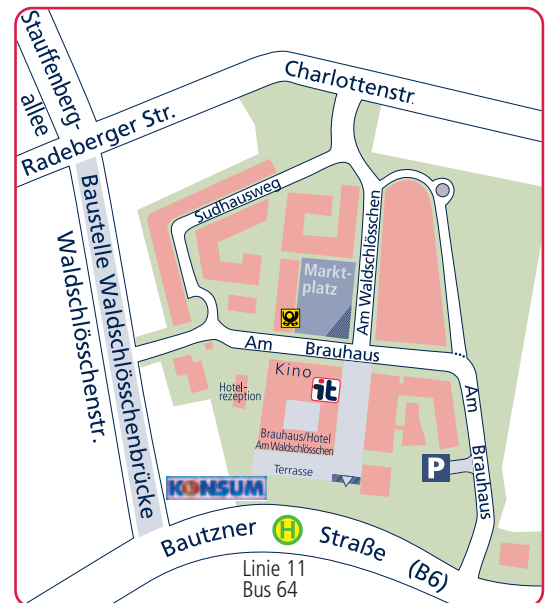 Stauffenberg-
allee
Radeberger Str.
Charlottenstr.
Baustelle Waldschlösschenbrücke
Waldschlösschenstr.
Sudhausweg
Am Waldschlösschen
Markt-
platz
Am Brauhaus
Kino
it
Hotel-
rezeption
Brauhaus/Hotel
Am Waldschlösschen
Terrasse
Am Brauhaus
P
KONSUM
Bautzner H Straße (B6)
Linie 11
Bus 64